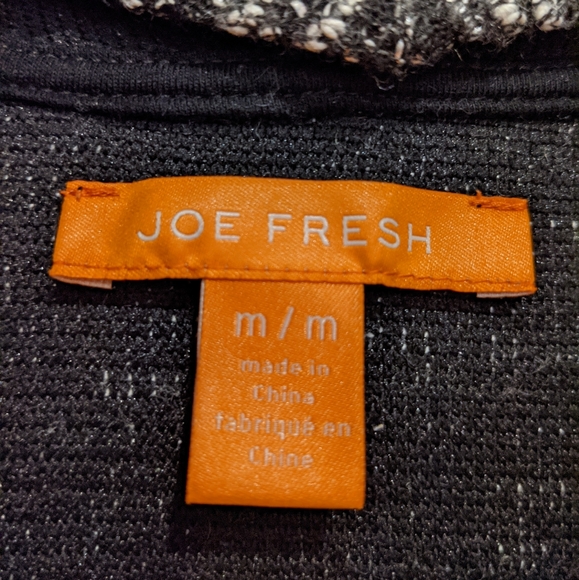 JOE FRESH
m/m
made in
China
fabriqué en
Chine